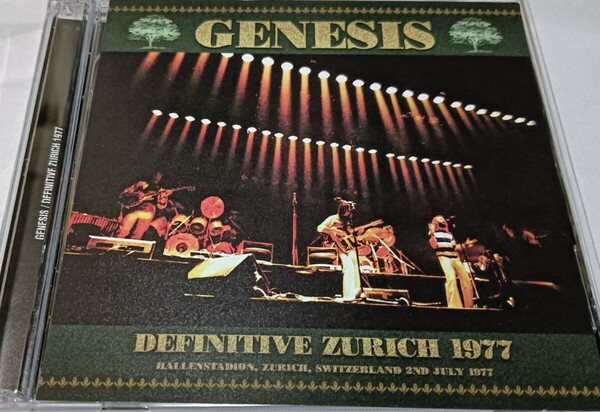 GENESIS
GENESIS / DEFINITIVE ZURICH 1977
DEFINITIVE ZURICH 1977
HALLENSTADION, ZURICH, SWITZERLAND 2ND JULY 1977